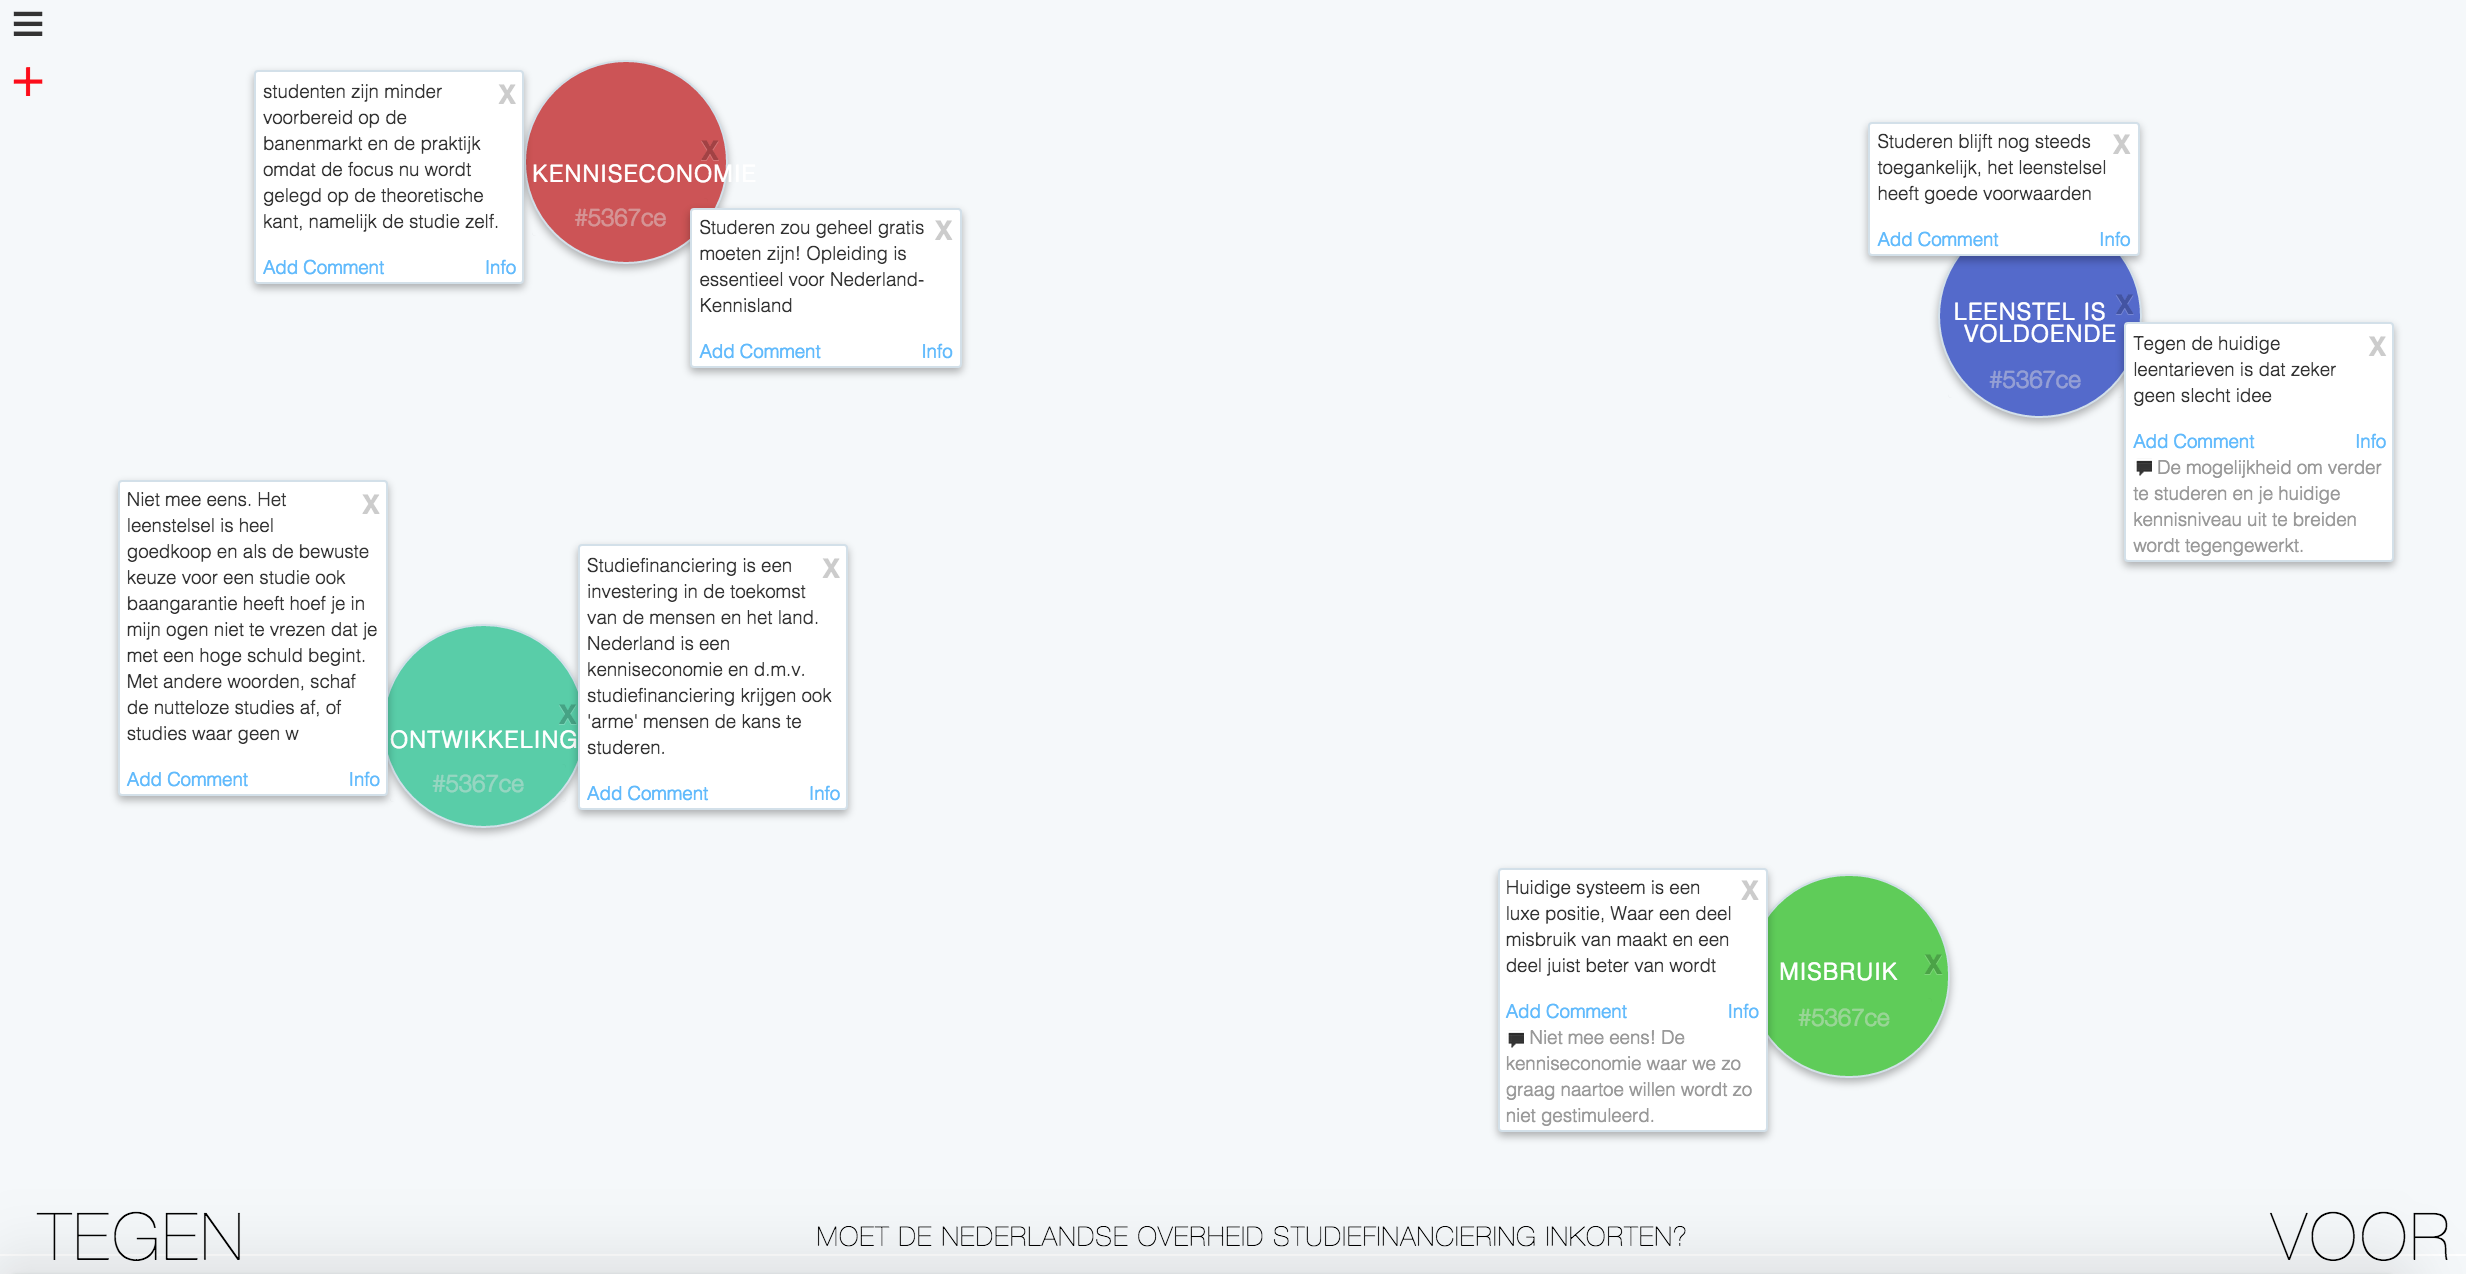 studenten zijn minder
voorbereid op de
banenmarkt en de praktijk
omdat de focus nu wordt
gelegd op de theoretische
kant, namelijk de studie zelf.
X
Add Comment Info
KENNISECONOMIE
X
#5367ce
Studeren zou geheel gratis
moeten zijn! Opleiding is
essentieel voor Nederland-
Kennisland
X
Add Comment Info
Studeren blijft nog steeds
toegankelijk, het leenstelsel
heeft goede voorwaarden
X
Add Comment Info
LEENSTEL IS
VOLDOENDE
X
#5367ce
Tegen de huidige
leentarieven is dat zeker
geen slecht idee
X
Add Comment Info
De mogelijkheid om verder
te studeren en je huidige
kennisniveau uit te breiden
wordt tegengewerkt.
Niet mee eens. Het
leenstelsel is heel
goedkoop en als de bewuste
keuze voor een studie ook
baangarantie heeft hoef je in
mijn ogen niet te vrezen dat je
met een hoge schuld begint.
Met andere woorden, schaf
de nutteloze studies af, of
studies waar geen w
X
Add Comment Info
ONTWIKKELING
X
#5367ce
Studiefinanciering is een
investering in de toekomst
van de mensen en het land.
Nederland is een
kenniseconomie en d.m.v.
studiefinanciering krijgen ook
'arme' mensen de kans te
studeren.
X
Add Comment Info
Huidige systeem is een
luxe positie, Waar een deel
misbruik van maakt en een
deel juist beter van wordt
X
Add Comment Info
Niet mee eens! De
kenniseconomie waar we zo
graag naartoe willen wordt zo
niet gestimuleerd.
MISBRUIK
X
#5367ce
TEGEN
MOET DE NEDERLANDSE OVERHEID STUDIEFINANCIERING INKORTEN?
VOOR